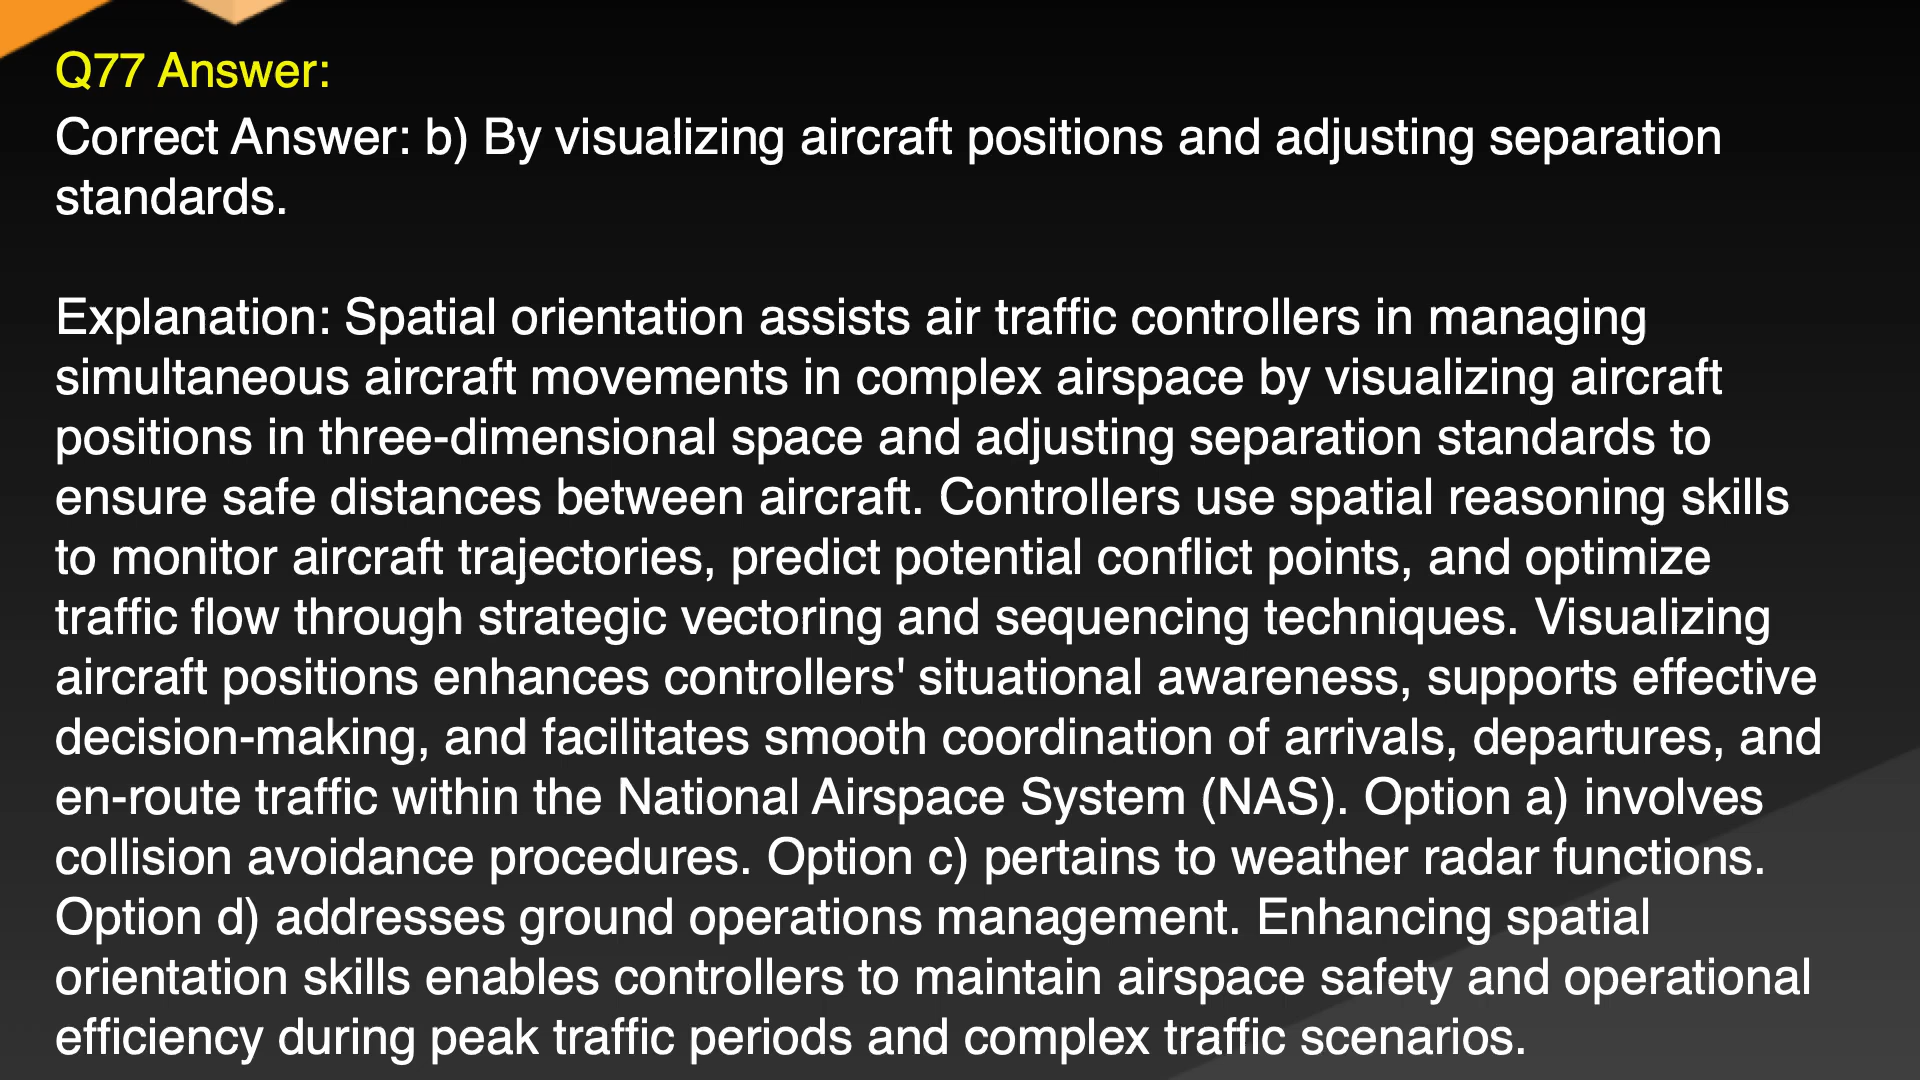 Q77 Answer:
Correct Answer: b) By visualizing aircraft positions and adjusting separation
standards.
Explanation: Spatial orientation assists air traffic controllers in managing
simultaneous aircraft movements in complex airspace by visualizing aircraft
positions in three-dimensional space and adjusting separation standards to
ensure safe distances between aircraft. Controllers use spatial reasoning skills
to monitor aircraft trajectories, predict potential conflict points, and optimize
traffic flow through strategic vectoring and sequencing techniques. Visualizing
aircraft positions enhances controllers' situational awareness, supports effective
decision-making, and facilitates smooth coordination of arrivals, departures, and
en-route traffic within the National Airspace System (NAS). Option a) involves
collision avoidance procedures. Option c) pertains to weather radar functions.
Option d) addresses ground operations management. Enhancing spatial
orientation skills enables controllers to maintain airspace safety and operational
efficiency during peak traffic periods and complex traffic scenarios.